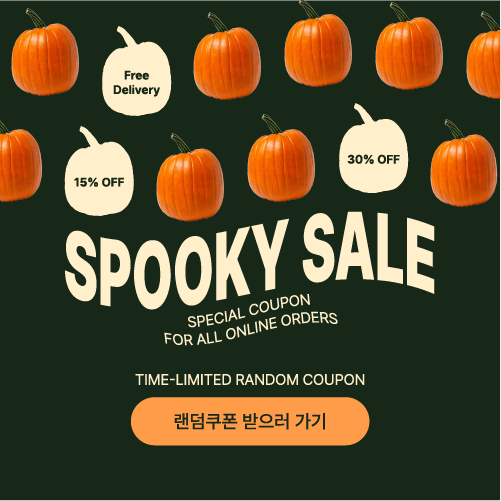 Free
Delivery
15% OFF
30% OFF
SPOOKY SALE
SPECIAL COUPON
FOR ALL ONLINE ORDERS
TIME-LIMITED RANDOM COUPON
랜덤쿠폰 받으러 가기